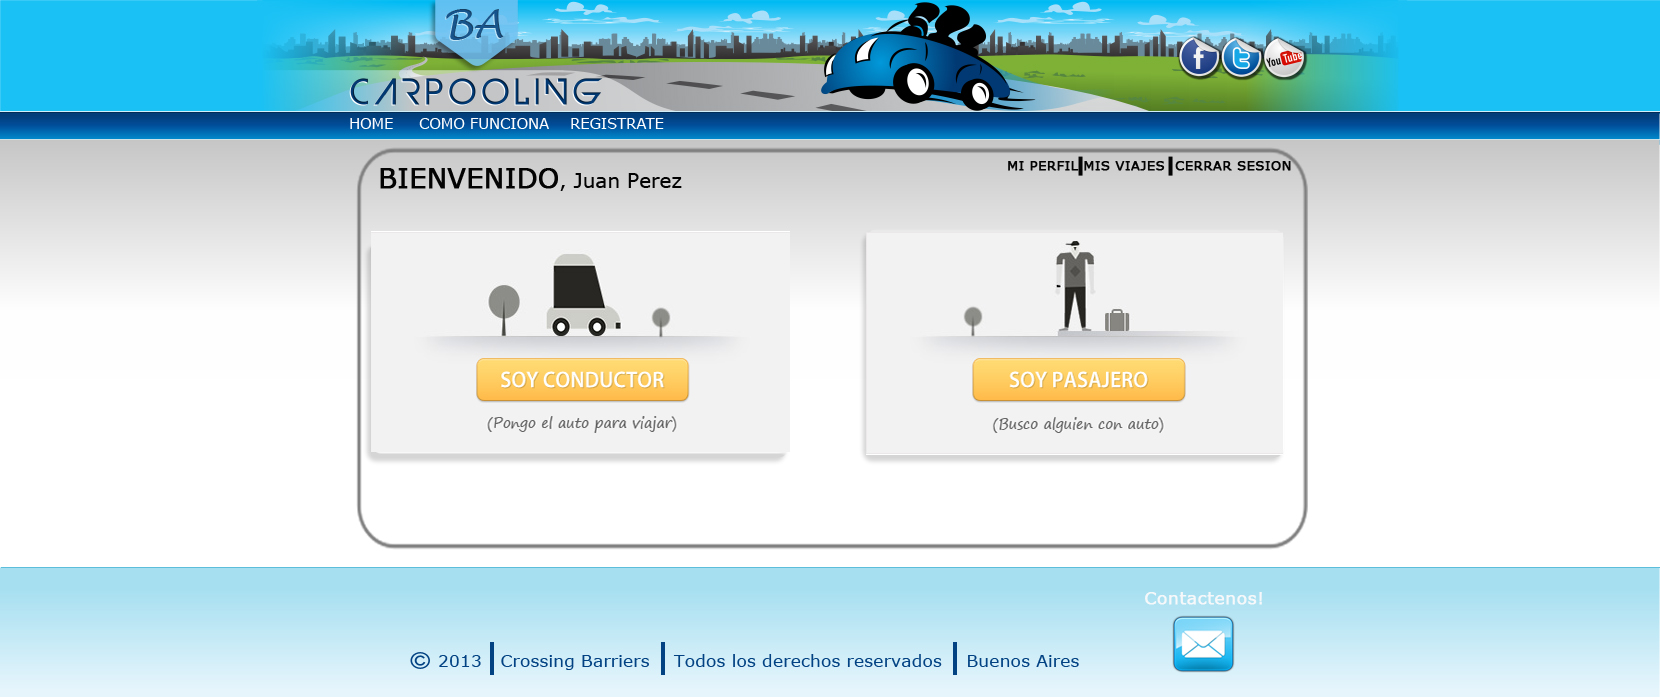 BA
CARPOOLING
f
t
You Tube
HOME COMO FUNCIONA REGISTRATE
MI PERFIL MIS VIAJES CERRAR SESION
BIENVENIDO, Juan Perez
SOY CONDUCTOR
(Pongo el auto para viajar)
SOY PASAJERO
(Busco alguien con auto)
Contactenos!
© 2013 Crossing Barriers Todos los derechos reservados Buenos Aires